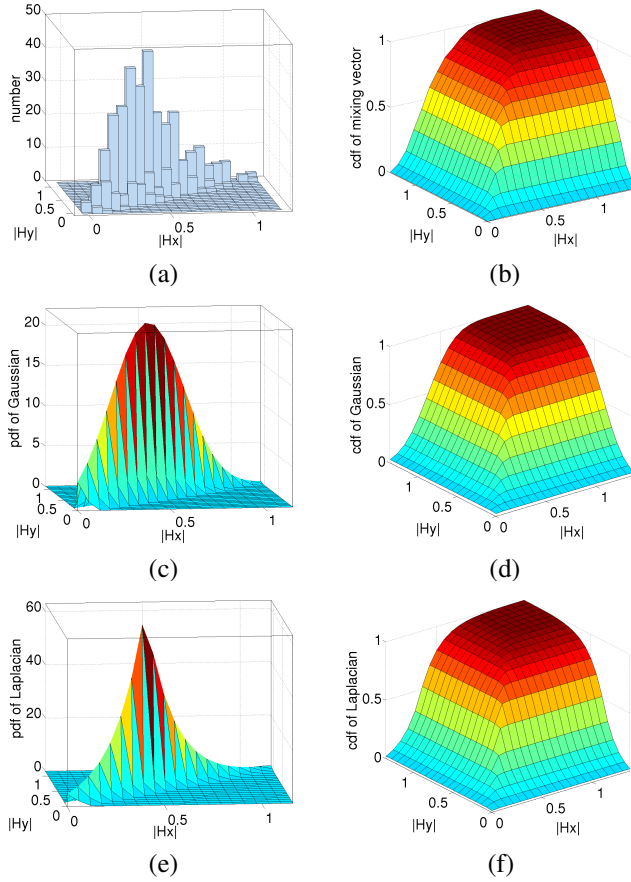 50
40
30
20
10
0
number
1
0.5
0
|Hy|
0
0.5
1
|Hx|
(a)
1
0.5
0
cdf of mixing vector
1
0.5
0
|Hy|
0
0.5
1
|Hx|
(b)
20
15
10
5
0
pdf of Gaussian
1
0.5
0
|Hy|
0
0.5
1
|Hx|
(c)
1
0.5
0
cdf of Gaussian
1
0.5
0
|Hy|
0
0.5
1
|Hx|
(d)
60
40
20
0
pdf of Laplacian
1
0.5
0
|Hy|
0
0.5
1
|Hx|
(e)
1
0.5
0
cdf of Laplacian
1
0.5
0
|Hy|
0
0.5
1
|Hx|
(f)